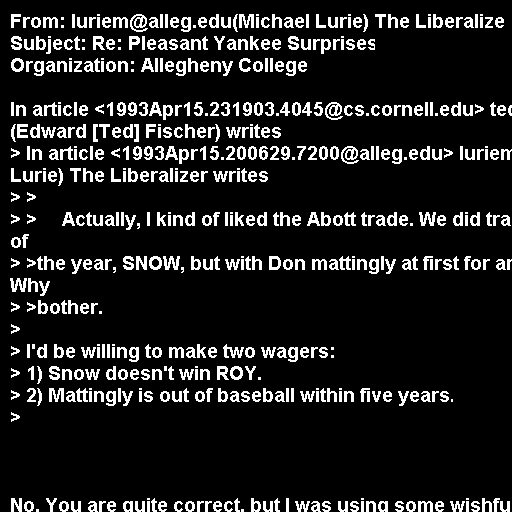 From: luriem@alleg.edu(Michael Lurie) The Liberalize
Subject: Re: Pleasant Yankee Surprises
Organization: Allegheny College
In article <1993Apr15.231903.4045@cs.cornell.edu> ted
(Edward [Ted] Fischer) writes
> In article <1993Apr15.200629.7200@alleg.edu> luriem
Lurie) The Liberalizer writes
> >
> > Actually, I kind of liked the Abott trade. We did tra
of
> >the year, SNOW, but with Don mattingly at first for an
Why
> >bother.
>
> I'd be willing to make two wagers:
> 1) Snow doesn't win ROY.
> 2) Mattingly is out of baseball within five years.
>
No. You are quite correct, but I was using some wishfu